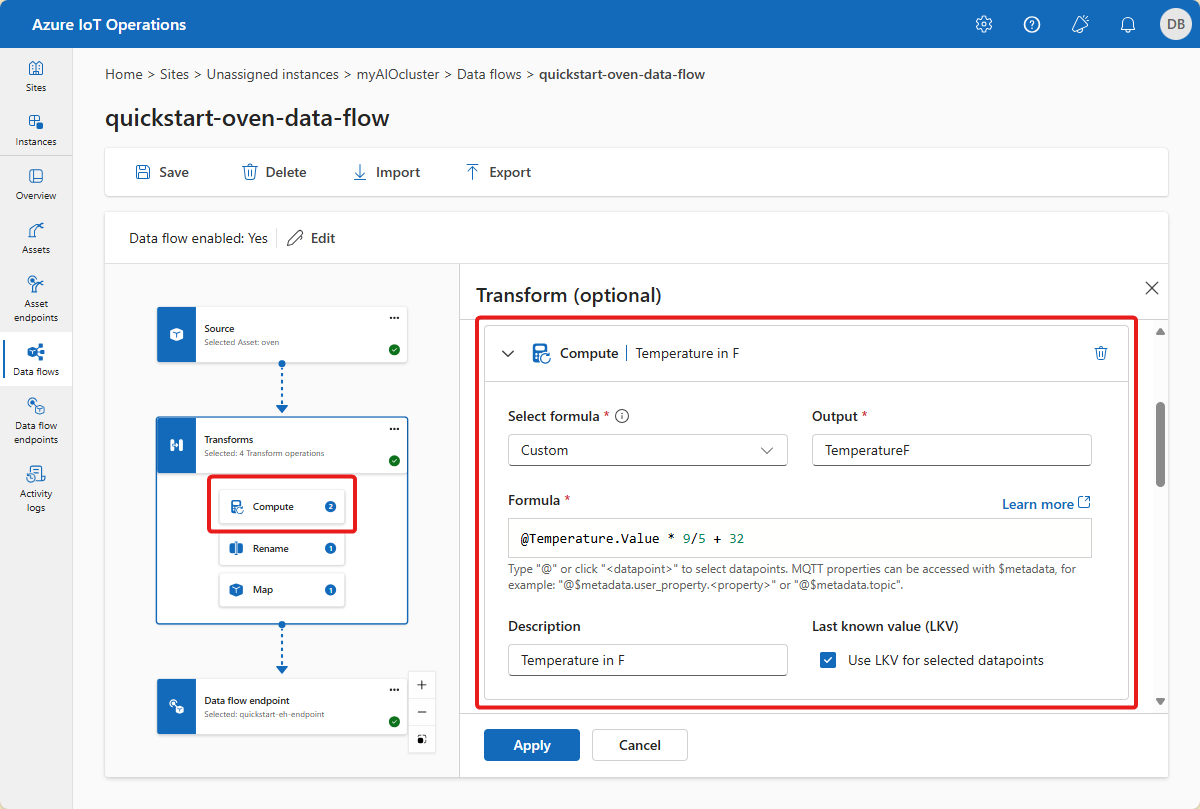 Azure IoT Operations
DB
Sites
Instances
Overview
Assets
Asset
endpoints
Data flows
Data flow
endpoints
Activity
logs
Home > Sites > Unassigned instances > myAIOcluster > Data flows > quickstart-oven-data-flow
quickstart-oven-data-flow
Save Delete Import Export
Data flow enabled: Yes Edit
Source
Selected Asset: oven
Transforms
Selected: 4 Transform operations
Compute 2
Rename 1
Map 1
Data flow endpoint
Selected: quickstart-eh-endpoint
Transform (optional)
Compute | Temperature in F
Select formula * Output *
Custom TemperatureF
Formula * Learn more
@Temperature.Value * 9/5 + 32
Type "@" or click "<datapoint>" to select datapoints. MQTT properties can be accessed with $metadata, for
example: "@$metadata.user_property.<property>" or "@$metadata.topic".
Description Last known value (LKV)
Temperature in F Use LKV for selected datapoints
Apply Cancel